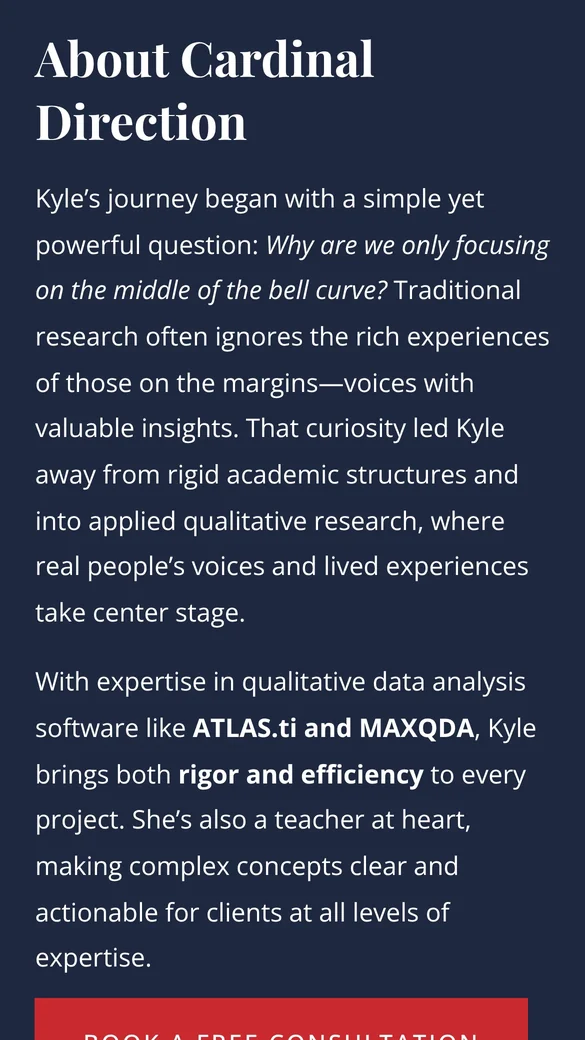 About Cardinal
Direction
Kyle’s journey began with a simple yet
powerful question: Why are we only focusing
on the middle of the bell curve? Traditional
research often ignores the rich experiences
of those on the margins—voices with
valuable insights. That curiosity led Kyle
away from rigid academic structures and
into applied qualitative research, where
real people’s voices and lived experiences
take center stage.
With expertise in qualitative data analysis
software like ATLAS.ti and MAXQDA, Kyle
brings both rigor and efficiency to every
project. She’s also a teacher at heart,
making complex concepts clear and
actionable for clients at all levels of
expertise.
BOOK A FREE CONSULTATION